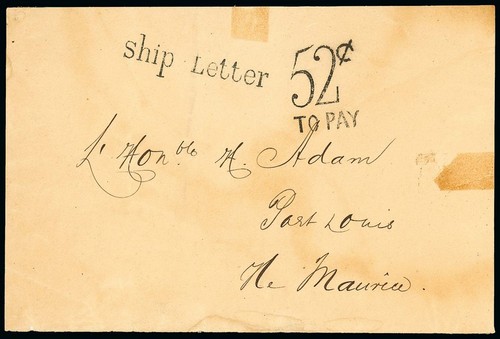 ship Letter
52¢
TO PAY
L'Honble H. Adam
Port Louis
Ile Maurice.